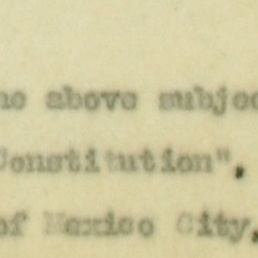 he above subjec
Constitution",
of Mexico City,